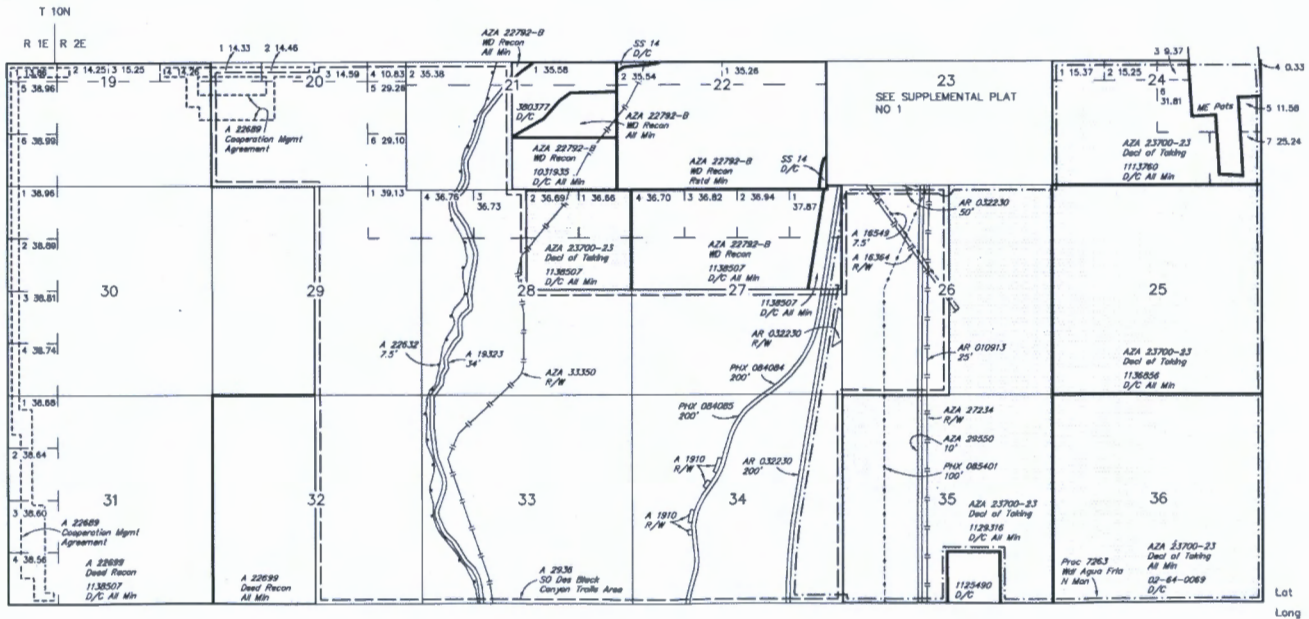 T 10N
R 1E R 2E
1 14.33
2 14.46
2 14.25
3 15.25
19
20
3 14.59
4 10.83
2 35.38
5 38.96
5 29.28
6 38.99
6 29.10
A 22689
Cooperation Mgmt
Agreement
AZA 22792-B
WD Recon
All Min
SS 14
D/C
1 35.58
21
380377
D/C
AZA 22792-B
WD Recon
All Min
1031935
D/C All Min
2 35.54
1 35.26
22
AZA 22792-B
WD Recon
Rstd Min
SS 14
D/C
23
SEE SUPPLEMENTAL PLAT
NO 1
3 9.37
1 15.37
2 15.25
24
6
31.81
4 0.33
ME Pats
5 11.58
7 25.24
AZA 23700-23
Decl of Taking
1113760
D/C All Min
1 38.96
2 38.89
3 38.81
4 38.74
30
1 39.13
29
4 36.76
3
36.73
2 36.69
1 36.66
AZA 23700-23
Decl of Taking
1138507
D/C All Min
28
4 36.70
3 36.82
2 36.94
1
37.87
AZA 22792-B
WD Recon
1138507
D/C All Min
27
1138507
D/C All Min
AR 032230
R/W
AR 032230
50'
A 16549
7.5'
A 16364
R/W
26
25
AR 010913
25'
AZA 23700-23
Decl of Taking
1136856
D/C All Min
A 22632
7.5'
A 19323
34'
AZA 33350
R/W
PHX 084084
200'
PHX 084085
200'
1 38.68
2 38.64
3 38.60
4 38.56
31
32
33
34
35
36
A 1910
R/W
A 1910
R/W
AR 032230
200'
AZA 27234
R/W
AZA 29550
10'
PHX 085401
100'
A 22689
Cooperation Mgmt
Agreement
A 22699
Deed Recon
1138507
D/C All Min
A 22699
Deed Recon
All Min
A 2936
SO Des Black
Canyon Trails Area
AZA 23700-23
Decl of Taking
1129316
D/C All Min
1125490
D/C
Proc 7263
Wdl Agua Fria
N Mon
AZA 23700-23
Decl of Taking
All Min
02-64-0069
D/C
Lat
Long